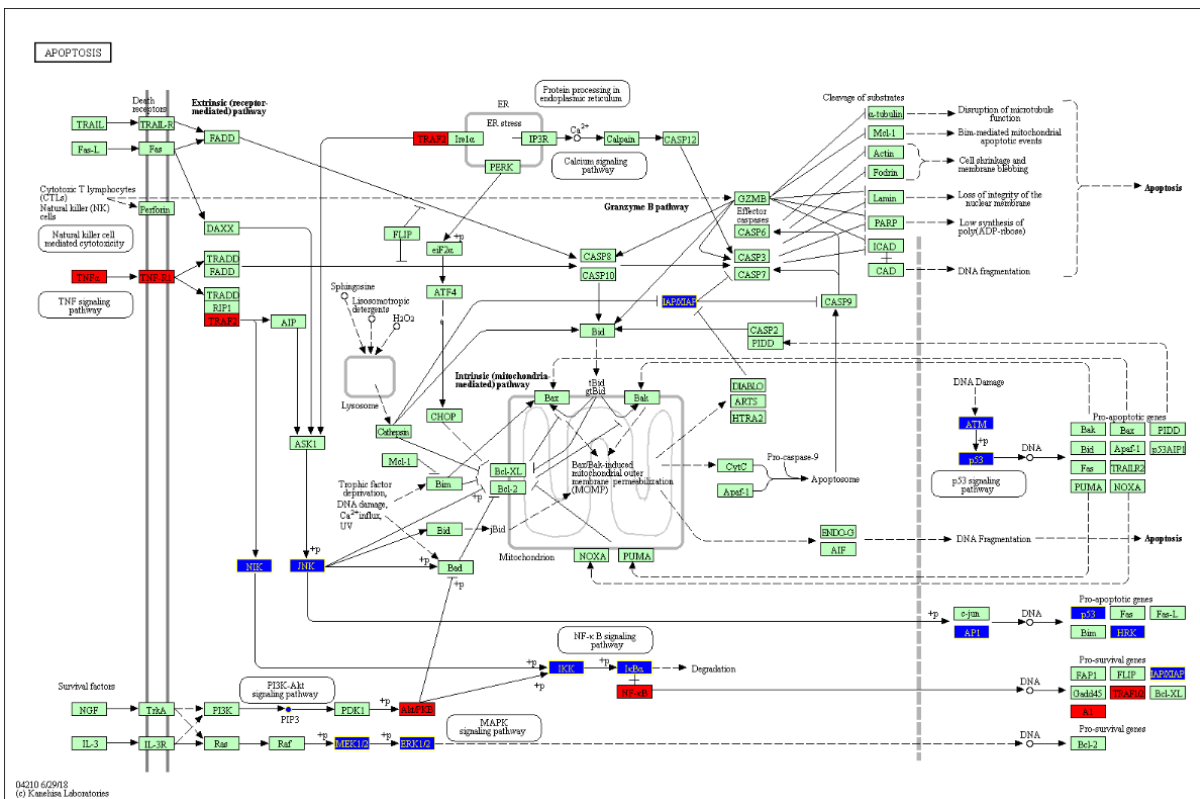 APOPTOSIS
Death
receptors
Extrinsic (receptor-
mediated) pathway
ER
Protein processing in
endoplasmic reticulum
Cleavage of substrates
TRAIL
TRAIL-R
FADD
Fas-L
Fas
ER stress
TRAF2
Ire1α
IP3R
Ca2+
Calpain
CASP12
PERK
Calcium signaling
pathway
α-tubulin
Disruption of microtubule
function
Mcl-1
Bim-mediated mitochondrial
apoptotic events
Actin
Fodrin
Cell shrinkage and
membrane blebbing
Lamin
Loss of integrity of the
nuclear membrane
PARP
Low synthesis of
poly(ADP-ribose)
ICAD
CAD
DNA fragmentation
Apoptosis
Cytotoxic T lymphocytes
(CTLs)
Natural killer (NK)
cells
Perforin
Natural killer cell
mediated cytotoxicity
DAXX
Granzyme B pathway
GZMB
Effector
caspases
CASP6
CASP3
CASP7
FLIP
+p
eiF2α
CASP8
CASP10
TNFα
TNF-R1
TRADD
FADD
TNF signaling
pathway
TRADD
RIP1
TRAF2
AIP
ATF4
Sphingosine
Lisosomotropic
detergents
H2O2
Lysosome
IAP/XIAP
CASP9
Bid
CASP2
PIDD
Intrinsic (mitochondria-
mediated) pathway
tBid
gtBid
Bax
Bak
DIABLO
ARTS
HTRA2
CHOP
Cathepsin
ASK1
Mcl-1
Bim
Bcl-XL
Bcl-2
+p
Bax/Bak-induced
mitochondrial outer
membrane permeabilization
(MOMP)
CytC
Apaf-1
Pro-caspase-9
Apoptosome
Trophic factor
deprivation,
DNA damage,
Ca2+ influx,
UV
Bid
jBid
Bad
+p
Mitochondrion
NOXA
PUMA
ENDO-G
AIF
DNA Fragmentation
Apoptosis
DNA Damage
ATM
+p
p53
DNA
p53 signaling
pathway
Pro-apoptotic genes
Bak
Bax
PIDD
Bid
Apaf-1
p53AIP1
Fas
TRAILR2
PUMA
NOXA
NIK
+p
JNK
+p
c-jun
AP1
DNA
Pro-apoptotic genes
p53
Fas
Fas-L
Bim
HRK
NF-κB signaling
pathway
+p
IKK
+p
IκBα
Degradation
+p
NF-κB
DNA
Pro-survival genes
FAP1
FLIP
IAP/XIAP
Gadd45
Bcl-XL
A1
Survival factors
PI3K-Akt
signaling pathway
NGF
TrkA
PI3K
PIP3
PDK1
+p
Akt/PKB
MAPK
signaling pathway
IL-3
IL-3R
Ras
Raf
+p
MEK1/2
+p
ERK1/2
DNA
Pro-survival genes
Bcl-2
04210 6/29/18
(c) Kanehisa Laboratories